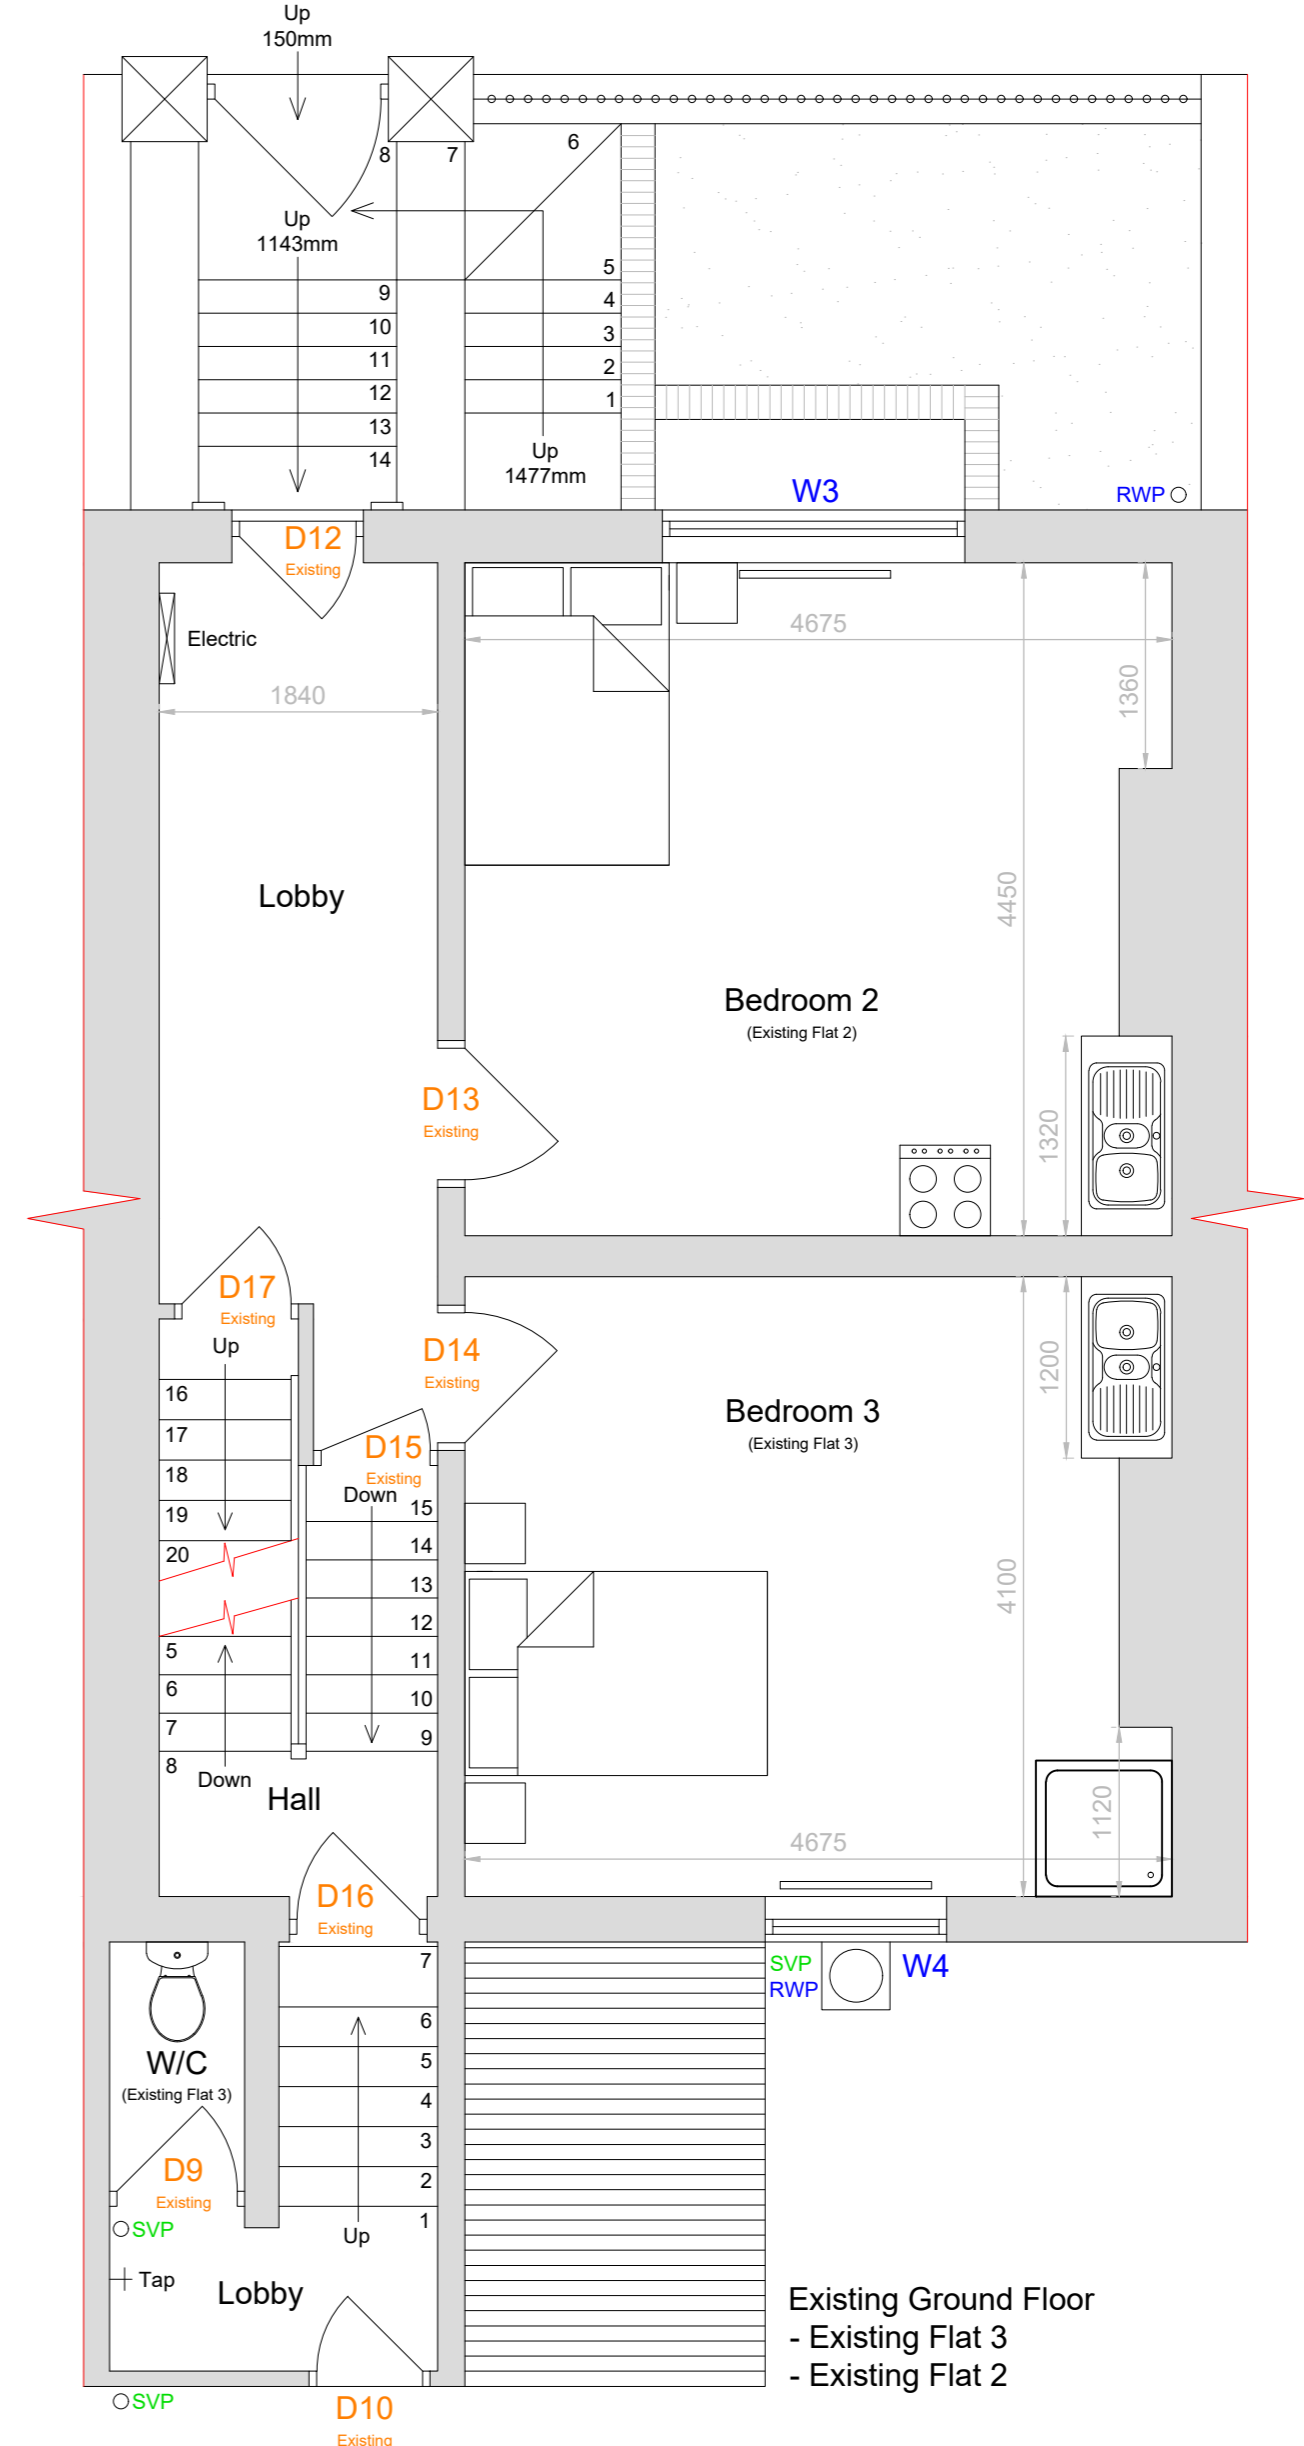 Up
150mm
8
7
6
Up
1143mm
5
9
4
10
3
11
2
12
1
13
14
Up
1477mm
W3
RWP
D12
Existing
Electric
4675
1840
1360
Lobby
4450
Bedroom 2
(Existing Flat 2)
D13
Existing
1320
D17
Existing
Up
D14
Existing
1200
16
17
18
19
20
Bedroom 3
(Existing Flat 3)
D15
Existing
Down
15
14
13
12
11
10
9
4100
5
6
7
8
Down
Hall
1120
4675
D16
Existing
7
6
5
4
3
2
1
Up
SVP
RWP
W4
W/C
(Existing Flat 3)
D9
Existing
SVP
Tap
Lobby
Existing Ground Floor
- Existing Flat 3
- Existing Flat 2
SVP
D10
Existing